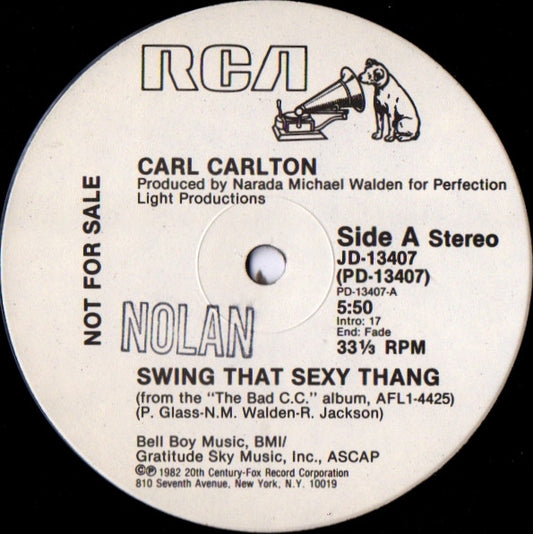 RCA
CARL CARLTON
Produced by Narada Michael Walden for Perfection
Light Productions
NOT FOR SALE
Side A Stereo
JD-13407
(PD-13407)
PD-13407-A
5:50
Intro: 17
End: Fade
33⅓ RPM
NOLAN
SWING THAT SEXY THANG
(from the "The Bad C.C." album, AFL1-4425)
(P. Glass-N.M. Walden-R. Jackson)
Bell Boy Music, BMI/
Gratitude Sky Music, Inc., ASCAP
©℗ 1982 20th Century-Fox Record Corporation
810 Seventh Avenue, New York, N.Y. 10019